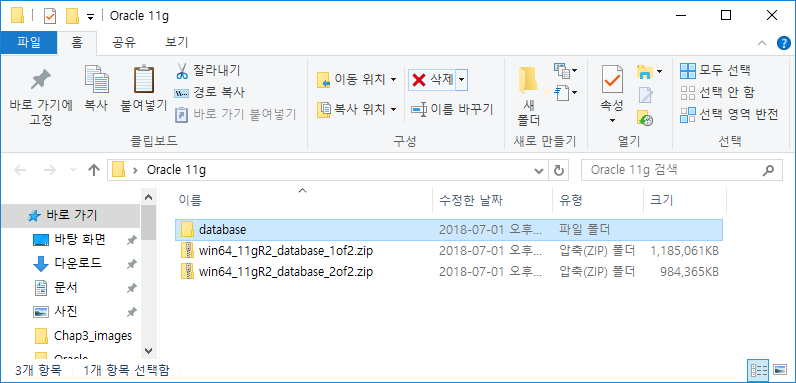 Oracle 11g
파일 홈 공유 보기
바로 가기에 고정
복사
붙여넣기
잘라내기
경로 복사
바로 가기 붙여넣기
클립보드
이동 위치
복사 위치
삭제
이름 바꾸기
구성
새 폴더
새로 만들기
속성
열기
모두 선택
선택 안 함
선택 영역 반전
선택
Oracle 11g
Oracle 11g 검색
바로 가기
바탕 화면
다운로드
문서
사진
Chap3_images
Oracle
이름 수정한 날짜 유형 크기
database 2018-07-01 오후... 파일 폴더
win64_11gR2_database_1of2.zip 2018-07-01 오후... 압축(ZIP) 폴더 1,185,061KB
win64_11gR2_database_2of2.zip 2018-07-01 오후... 압축(ZIP) 폴더 984,365KB
3개 항목 1개 항목 선택함